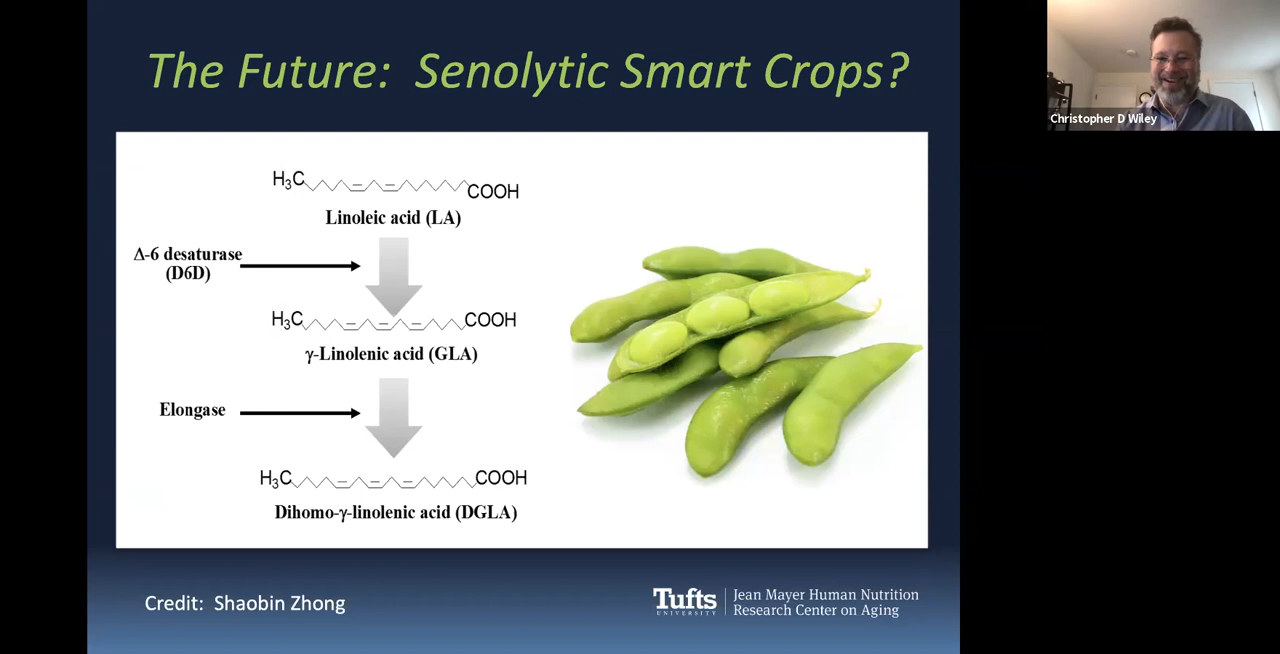 The Future: Senolytic Smart Crops?
Christopher D Wiley
H₃C
COOH
Linoleic acid (LA)
Δ-6 desaturase
(D6D)
H₃C
COOH
γ-Linolenic acid (GLA)
Elongase
H₃C
COOH
Dihomo-γ-linolenic acid (DGLA)
Credit: Shaobin Zhong
Tufts
UNIVERSITY
Jean Mayer Human Nutrition
Research Center on Aging